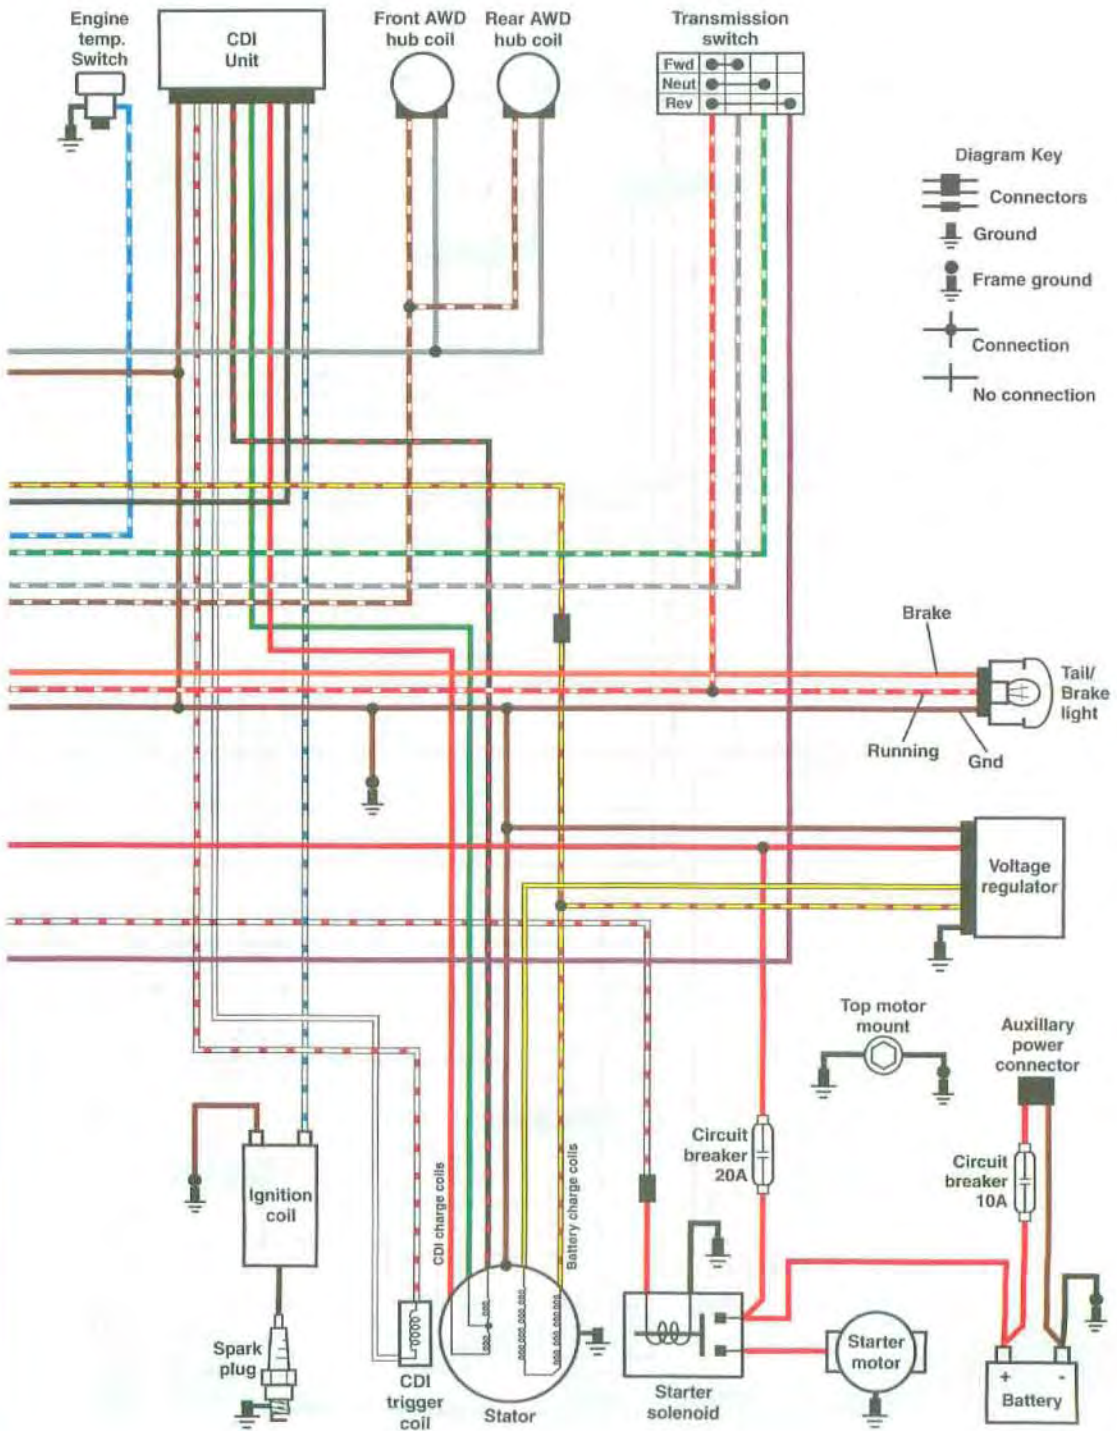 Engine
temp.
Switch
CDI
Unit
Front AWD
hub coil
Rear AWD
hub coil
Transmission
switch
Fwd
Neut
Rev
Diagram Key
Connectors
Ground
Frame ground
Connection
No connection
Brake
Tail/
Brake
light
Running
Gnd
Voltage
regulator
Top motor
mount
Auxillary
power
connector
Circuit
breaker
20A
Circuit
breaker
10A
Ignition
coil
CDI charge coils
Battery charge coils
Spark
plug
CDI
trigger
coil
Stator
Starter
solenoid
Starter
motor
+ -
Battery